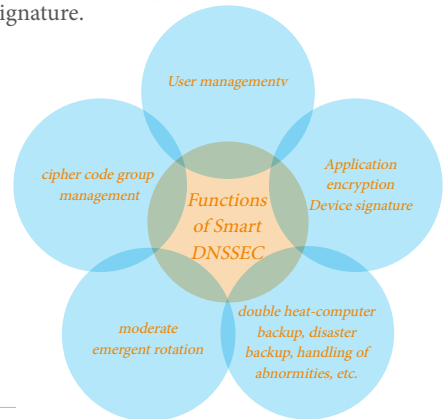 ignature.
User managementv
cipher code group
management
Application
encryption
Device signature
Functions
of Smart
DNSSEC
moderate
emergent rotation
double heat-computer
backup, disaster
backup, handling of
abnormities, etc.